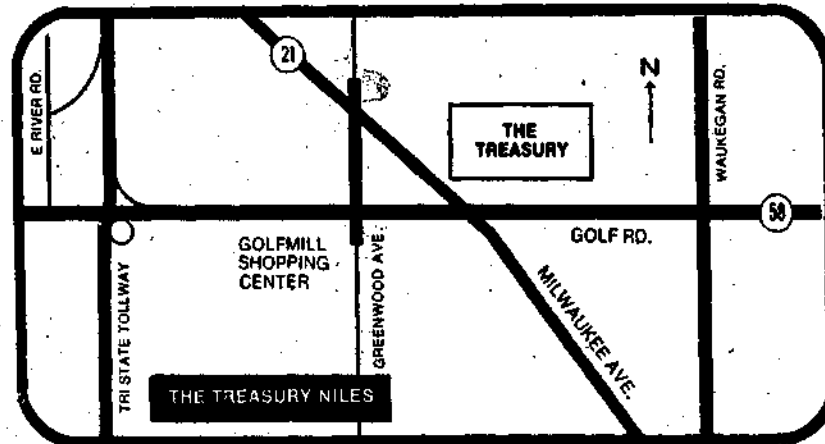 E RIVER RD.
21
N
THE
TREASURY
WAUKEGAN RD.
58
GOLF RD.
GOLFMILL
SHOPPING
CENTER
TRI STATE TOLLWAY
GREENWOOD AVE.
MILWAUKEE AVE.
THE TREASURY NILES